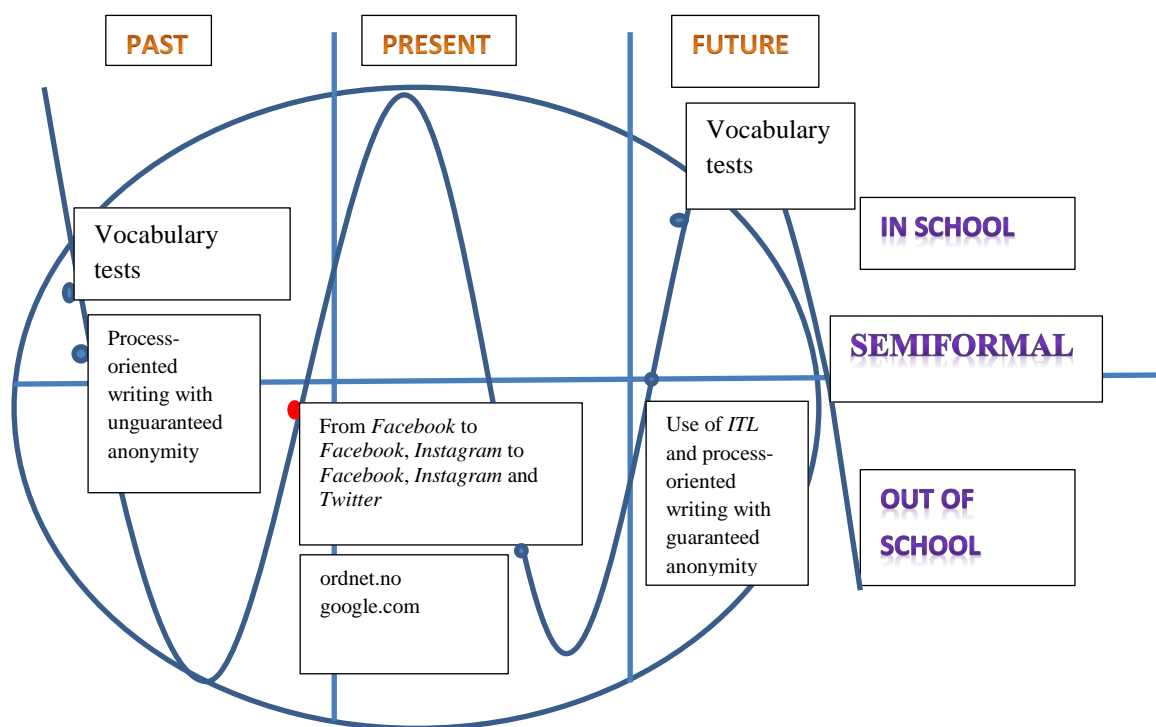 PAST
PRESENT
FUTURE
Vocabulary
tests
IN SCHOOL
Vocabulary
tests
Process-
oriented
writing with
unguaranteed
anonymity
SEMIFORMAL
From Facebook to
Facebook, Instagram to
Facebook, Instagram and
Twitter
Use of ITL
and process-
oriented
writing with
guaranteed
anonymity
OUT OF
SCHOOL
ordnet.no
google.com